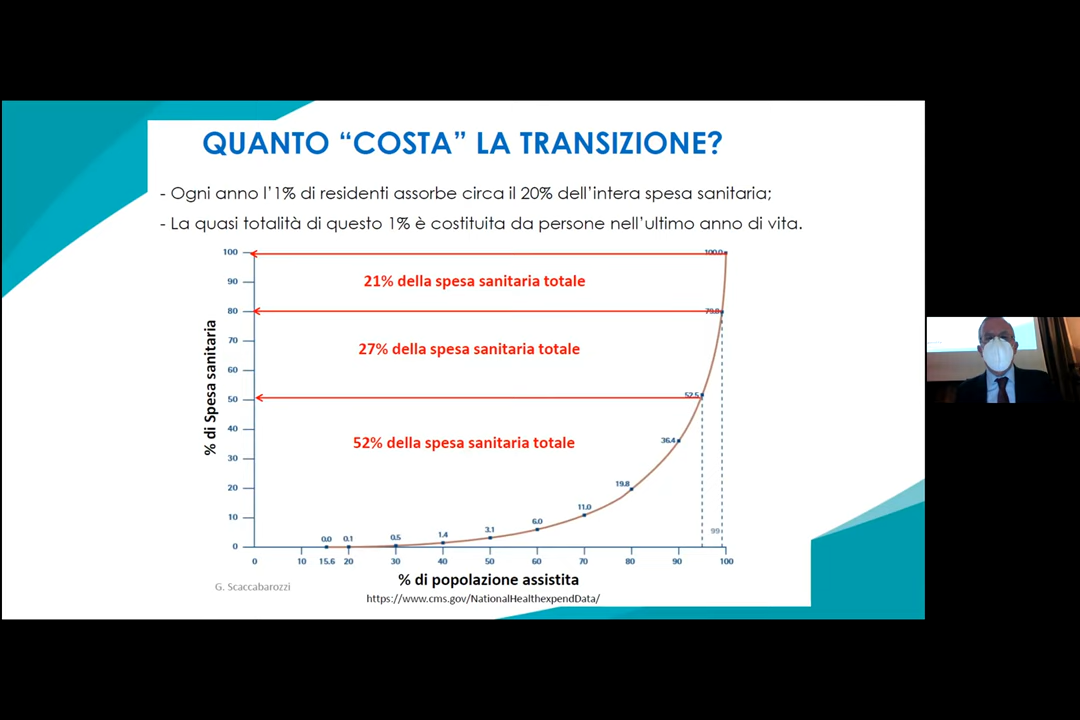 QUANTO “COSTA” LA TRANSIZIONE?
- Ogni anno l’1% di residenti assorbe circa il 20% dell’intera spesa sanitaria;
- La quasi totalità di questo 1% è costituita da persone nell’ultimo anno di vita.
% di Spesa sanitaria
100
90
80
70
60
50
40
30
20
10
0
21% della spesa sanitaria totale
27% della spesa sanitaria totale
52% della spesa sanitaria totale
0.0
0.1
0.5
1.4
3.1
6.0
11.0
19.8
36.4
52.5
100.0
99
0 10 15.6 20 30 40 50 60 70 80 90 100
% di popolazione assistita
G. Scaccabarozzi
https://www.cms.gov/NationalHealthexpendData/